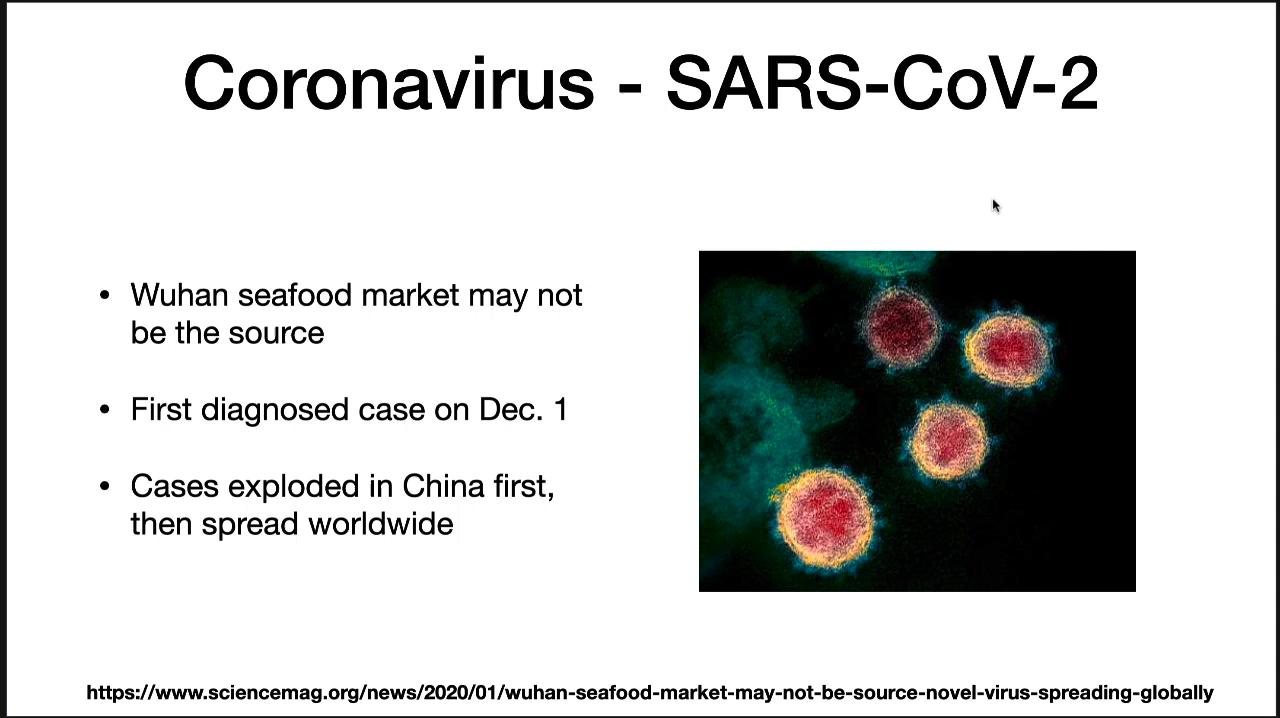 Coronavirus - SARS-CoV-2
• Wuhan seafood market may not
be the source
• First diagnosed case on Dec. 1
• Cases exploded in China first,
then spread worldwide
https://www.sciencemag.org/news/2020/01/wuhan-seafood-market-may-not-be-source-novel-virus-spreading-globally